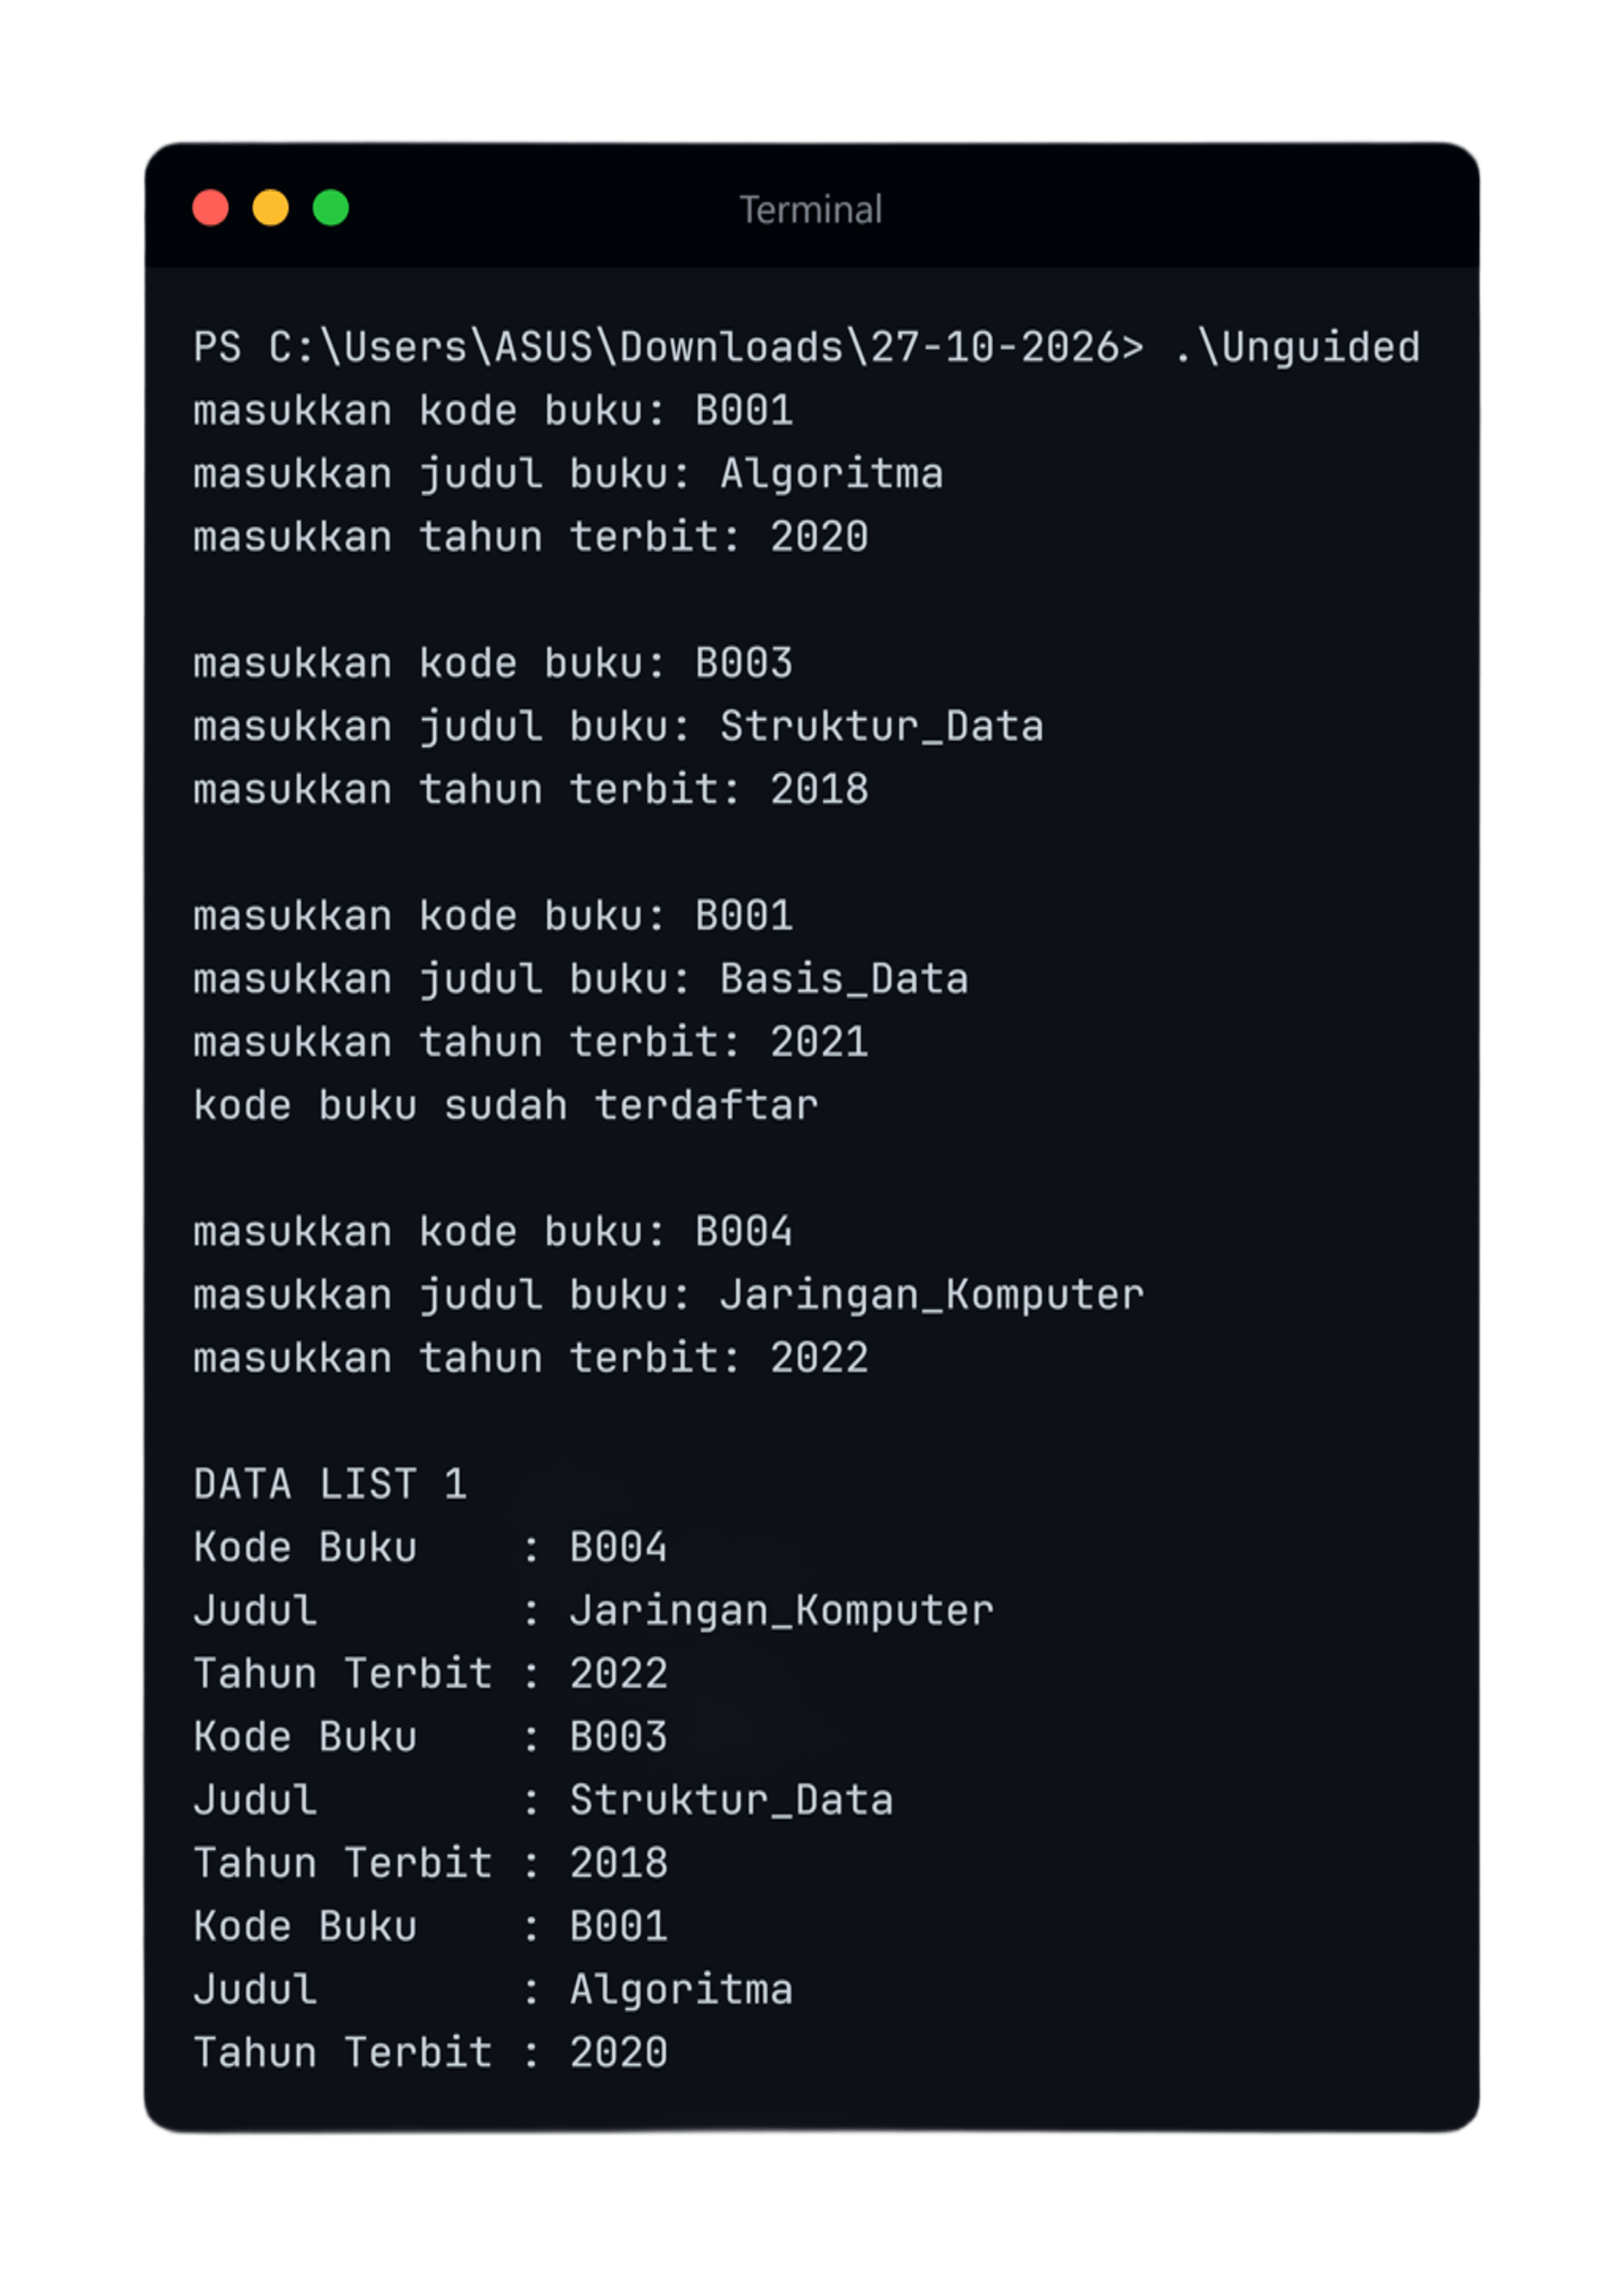 Terminal
PS C:\Users\ASUS\Downloads\27-10-2026> .\Unguided
masukkan kode buku: B001
masukkan judul buku: Algoritma
masukkan tahun terbit: 2020
masukkan kode buku: B003
masukkan judul buku: Struktur_Data
masukkan tahun terbit: 2018
masukkan kode buku: B001
masukkan judul buku: Basis_Data
masukkan tahun terbit: 2021
kode buku sudah terdaftar
masukkan kode buku: B004
masukkan judul buku: Jaringan_Komputer
masukkan tahun terbit: 2022
DATA LIST 1
Kode Buku    : B004
Judul        : Jaringan_Komputer
Tahun Terbit : 2022
Kode Buku    : B003
Judul        : Struktur_Data
Tahun Terbit : 2018
Kode Buku    : B001
Judul        : Algoritma
Tahun Terbit : 2020